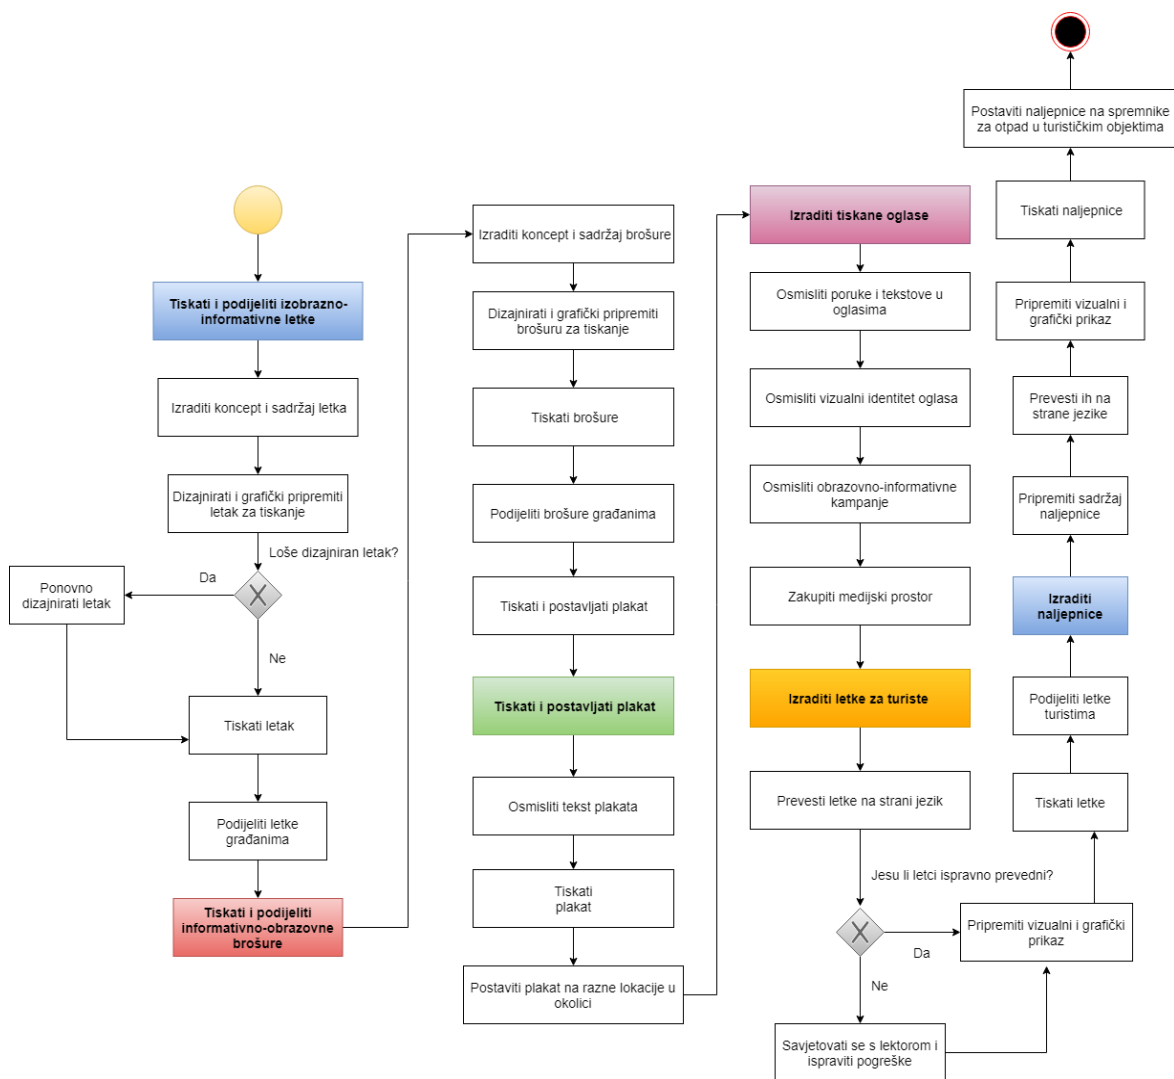 Tiskati i podijeliti izobrazno-
informativne letke
Izraditi koncept i sadržaj letka
Dizajnirati i grafički pripremiti
letak za tiskanje
Loše dizajniran letak?
Da
Ponovno
dizajnirati letak
Ne
Tiskati letak
Podijeliti letke
građanima
Tiskati i podijeliti
informativno-obrazovne
brošure
Izraditi koncept i sadržaj brošure
Dizajnirati i grafički pripremiti
brošuru za tiskanje
Tiskati brošure
Podijeliti brošure građanima
Tiskati i postavljati plakat
Tiskati i postavljati plakat
Osmisliti tekst plakata
Tiskati
plakat
Postaviti plakat na razne lokacije u
okolici
Izraditi tiskane oglase
Osmisliti poruke i tekstove u
oglasima
Osmisliti vizualni identitet oglasa
Osmisliti obrazovno-informativne
kampanje
Zakupiti medijski prostor
Izraditi letke za turiste
Prevesti letke na strani jezik
Jesu li letci ispravno prevedni?
Da
Ne
Savjetovati se s lektorom i
ispraviti pogreške
Pripremiti vizualni i grafički
prikaz
Tiskati letke
Podijeliti letke
turistima
Izraditi
naljepnice
Pripremiti sadržaj
naljepnice
Prevesti ih na
strane jezike
Pripremiti vizualni i
grafički prikaz
Tiskati naljepnice
Postaviti naljepnice na spremnike
za otpad u turističkim objektima